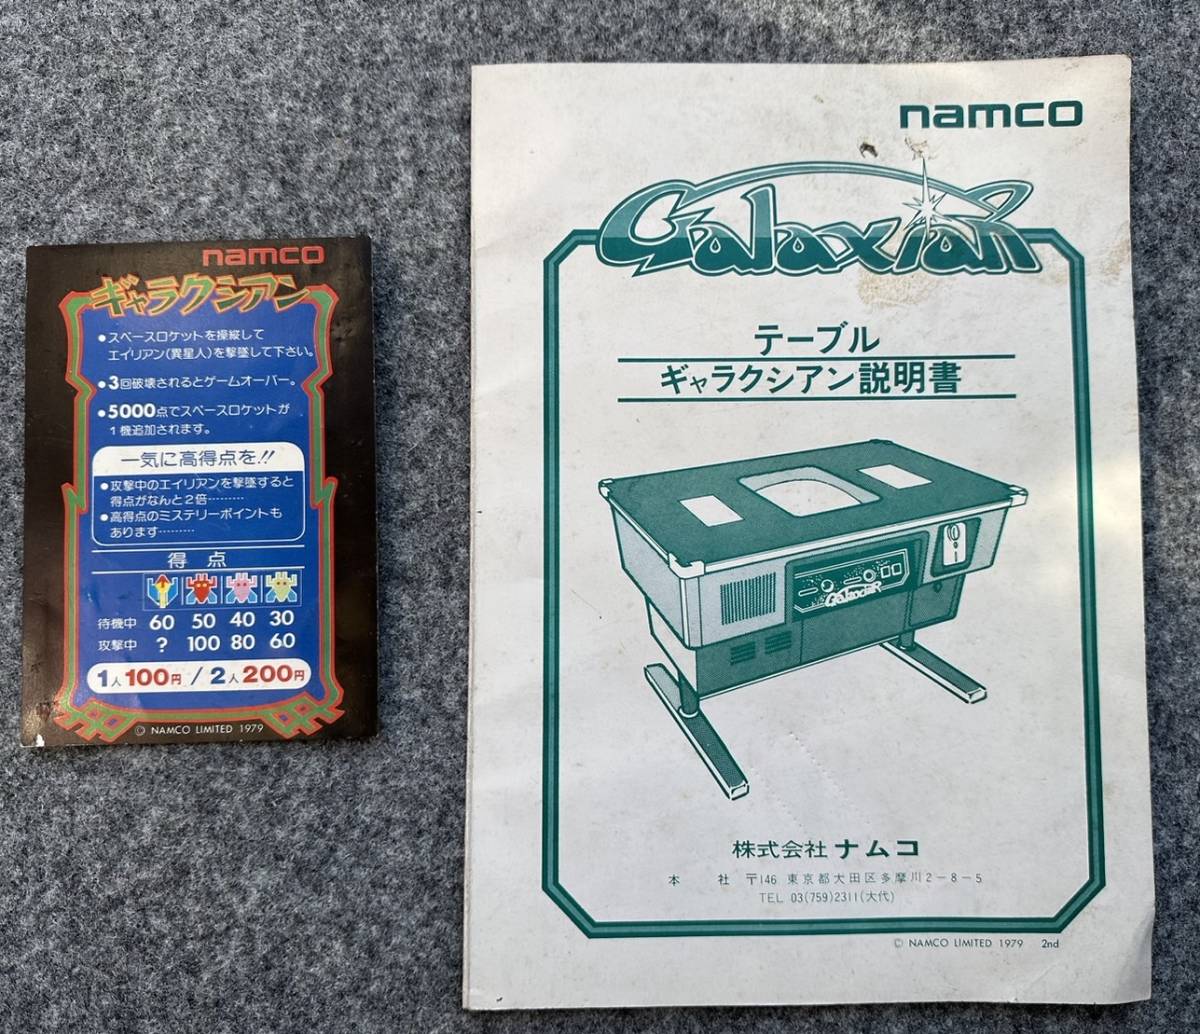 namco
ギャラクシアン
●スペースロケットを操縦して
エイリアン(異星人)を撃墜して下さい。
●3回破壊されるとゲームオーバー。
●5000点でスペースロケットが
1機追加されます。
一気に高得点を!!
●攻撃中のエイリアンを撃墜すると
得点がなんと2倍………
●高得点のミステリーポイントも
あります………
得点
待機中 60 50 40 30
攻撃中 ? 100 80 60
1人100円 / 2人200円
© NAMCO LIMITED 1979
namco
Galaxian
テーブル
ギャラクシアン説明書
Galaxian
株式会社 ナムコ
本 社 〒146 東京都大田区多摩川2-8-5
TEL 03(759)2311(大代)
© NAMCO LIMITED 1979 2nd